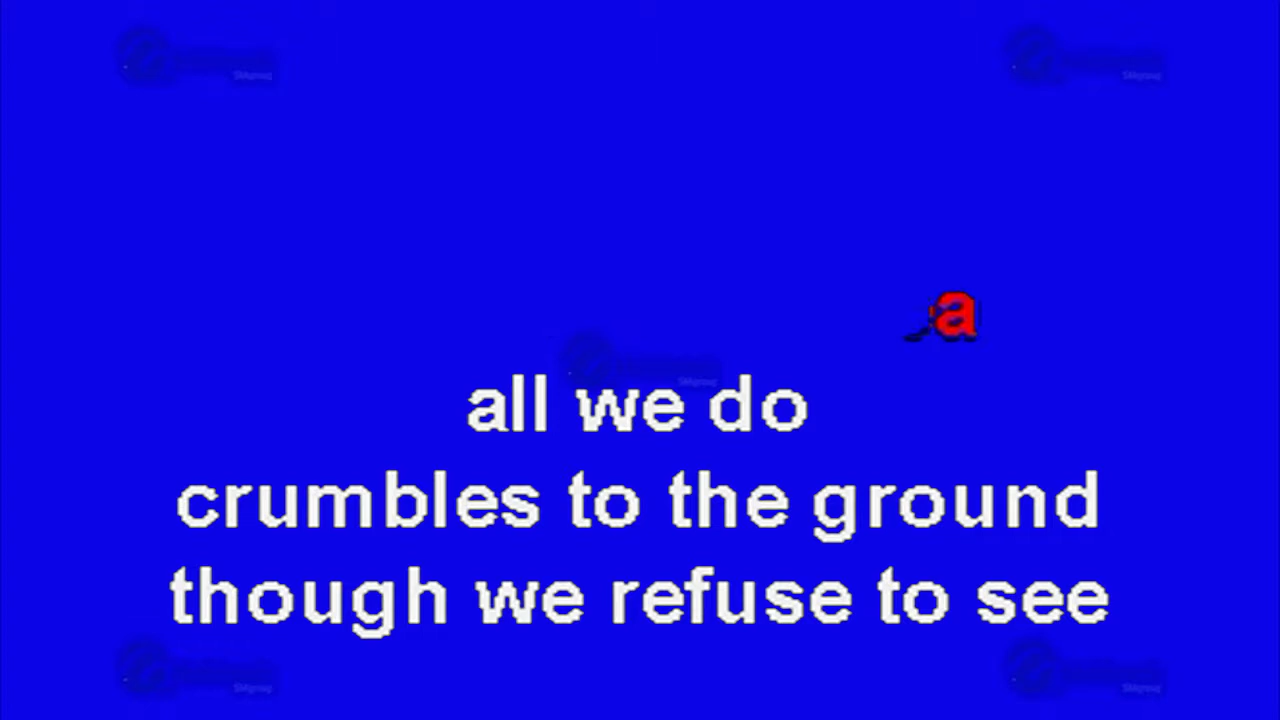 a
all we do
crumbles to the ground
though we refuse to see